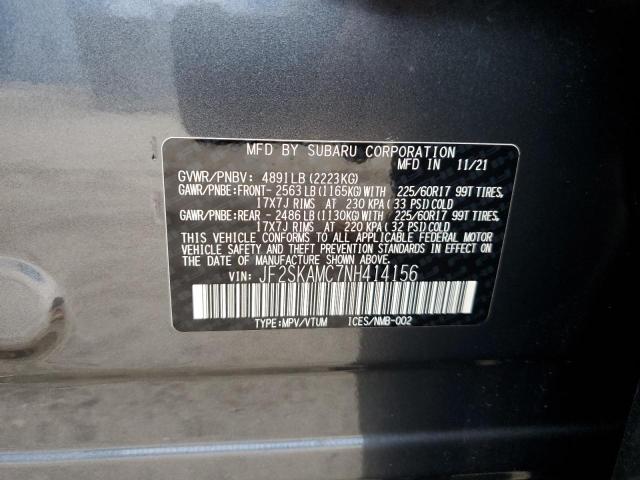 MFD BY SUBARU CORPORATION
MFD IN 11/21
GVWR/PNBV: 4891LB (2223KG)
GAWR/PNBE:FRONT- 2563LB(1165KG)WITH 225/60R17 99T TIRES,
17X7J RIMS AT 230 KPA (33 PSI)COLD
GAWR/PNBE:REAR - 2486LB(1130KG)WITH 225/60R17 99T TIRES,
17X7J RIMS AT 220 KPA (32 PSI)COLD
THIS VEHICLE CONFORMS TO ALL APPLICABLE FEDERAL MOTOR
VEHICLE SAFETY AND THEFT PREVENTION STANDARDS IN EFFECT ON
THE DATE OF MANUFACTURE SHOWN ABOVE.
VIN: JF2SKAMC7NH414156
TYPE:MPV/VTUM ICES/NMB-002